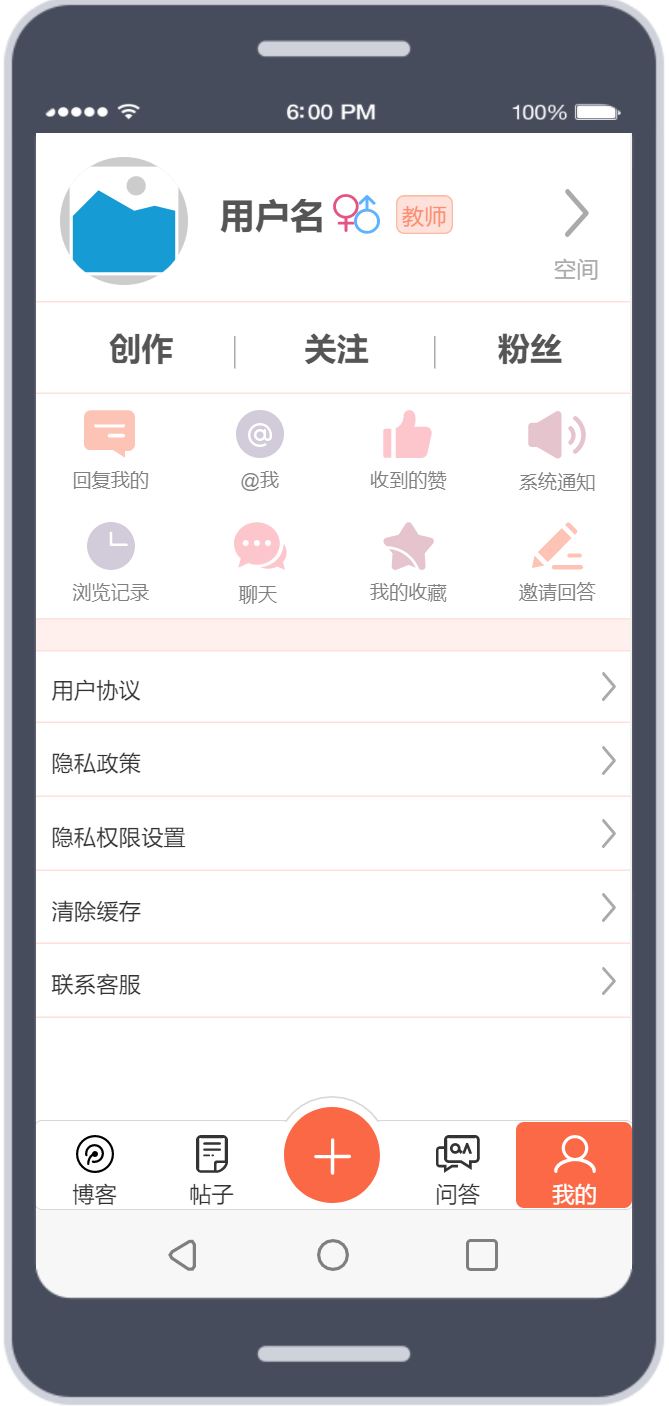 6:00 PM 100%
用户名 教师
空间
创作 关注 粉丝
回复我的 @我 收到的赞 系统通知
浏览记录 聊天 我的收藏 邀请回答
用户协议
隐私政策
隐私权限设置
清除缓存
联系客服
博客 帖子 问答 我的